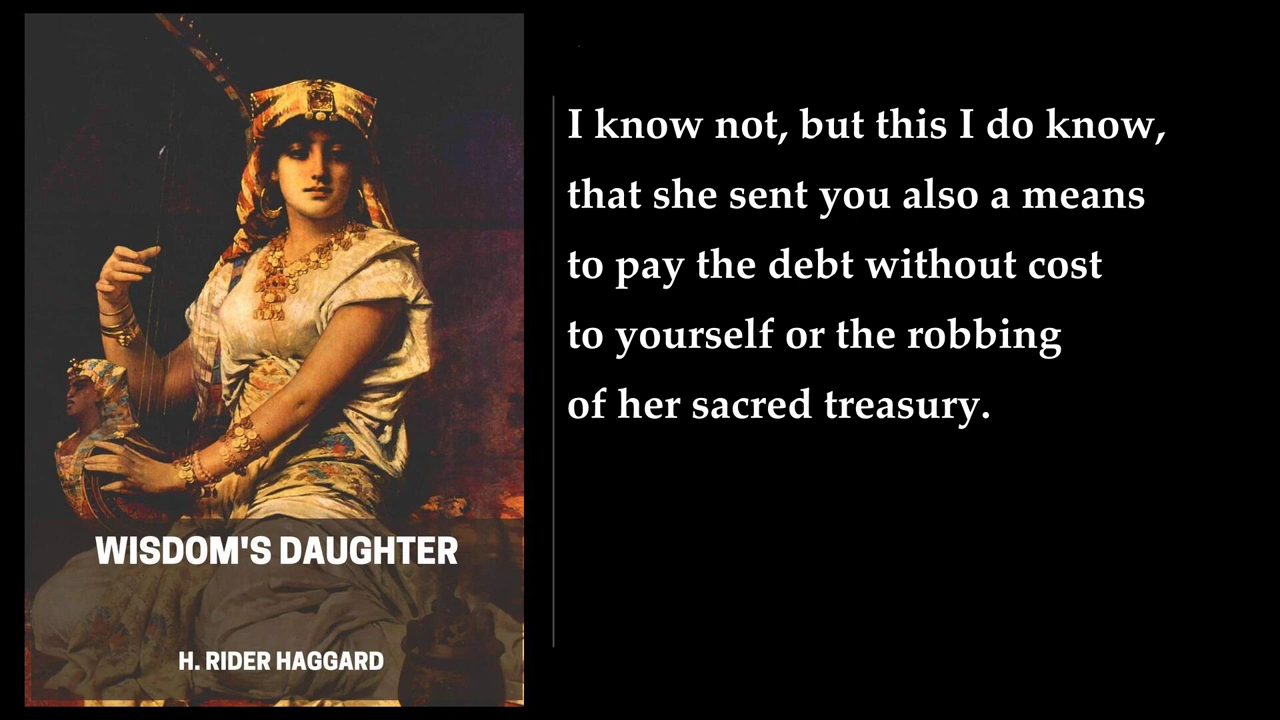 WISDOM'S DAUGHTER
H. RIDER HAGGARD
I know not, but this I do know,
that she sent you also a means
to pay the debt without cost
to yourself or the robbing
of her sacred treasury.